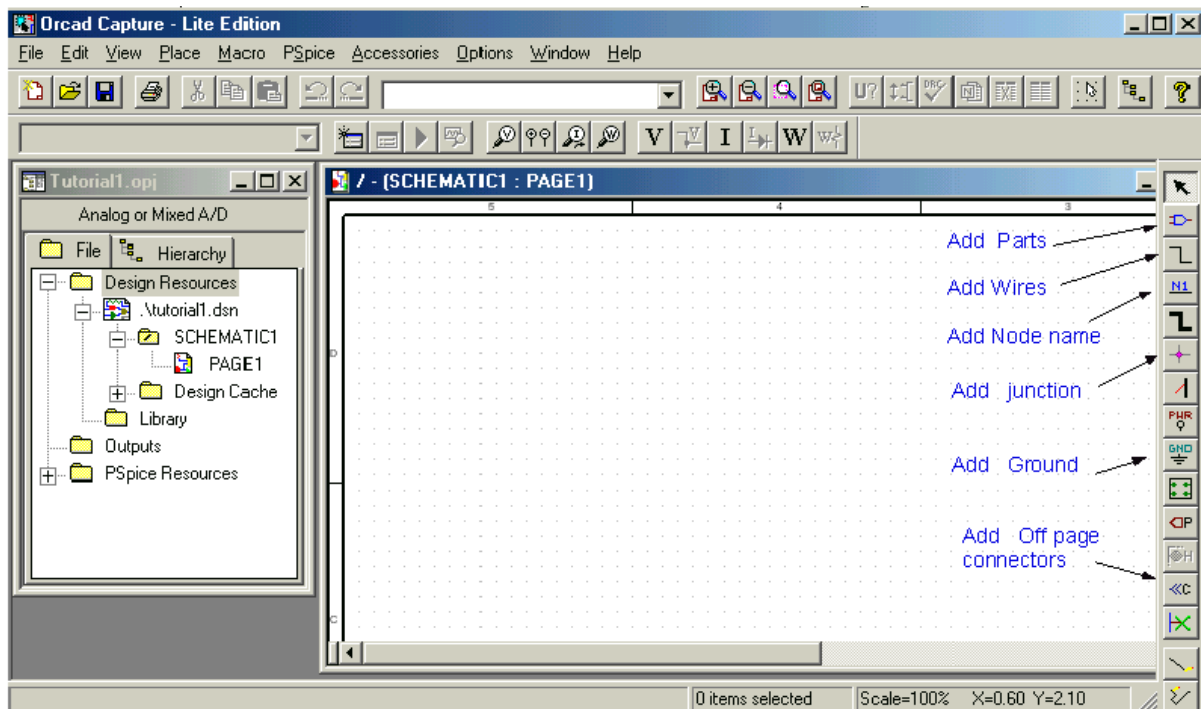 Orcad Capture - Lite Edition
File Edit View Place Macro PSpice Accessories Options Window Help
U? DRC N EXE
V I V W V I W W
Tutorial1.opj
Analog or Mixed A/D
File Hierarchy
Design Resources
.\tutorial1.dsn
SCHEMATIC1
PAGE1
Design Cache
Library
Outputs
PSpice Resources
/ - (SCHEMATIC1 : PAGE1)
5 4 3
D
C
Add Parts
Add Wires
Add Node name
Add junction
Add Ground
Add Off page
connectors
N1
PWR
GND
P
H
C
0 items selected Scale=100% X=0.60 Y=2.10